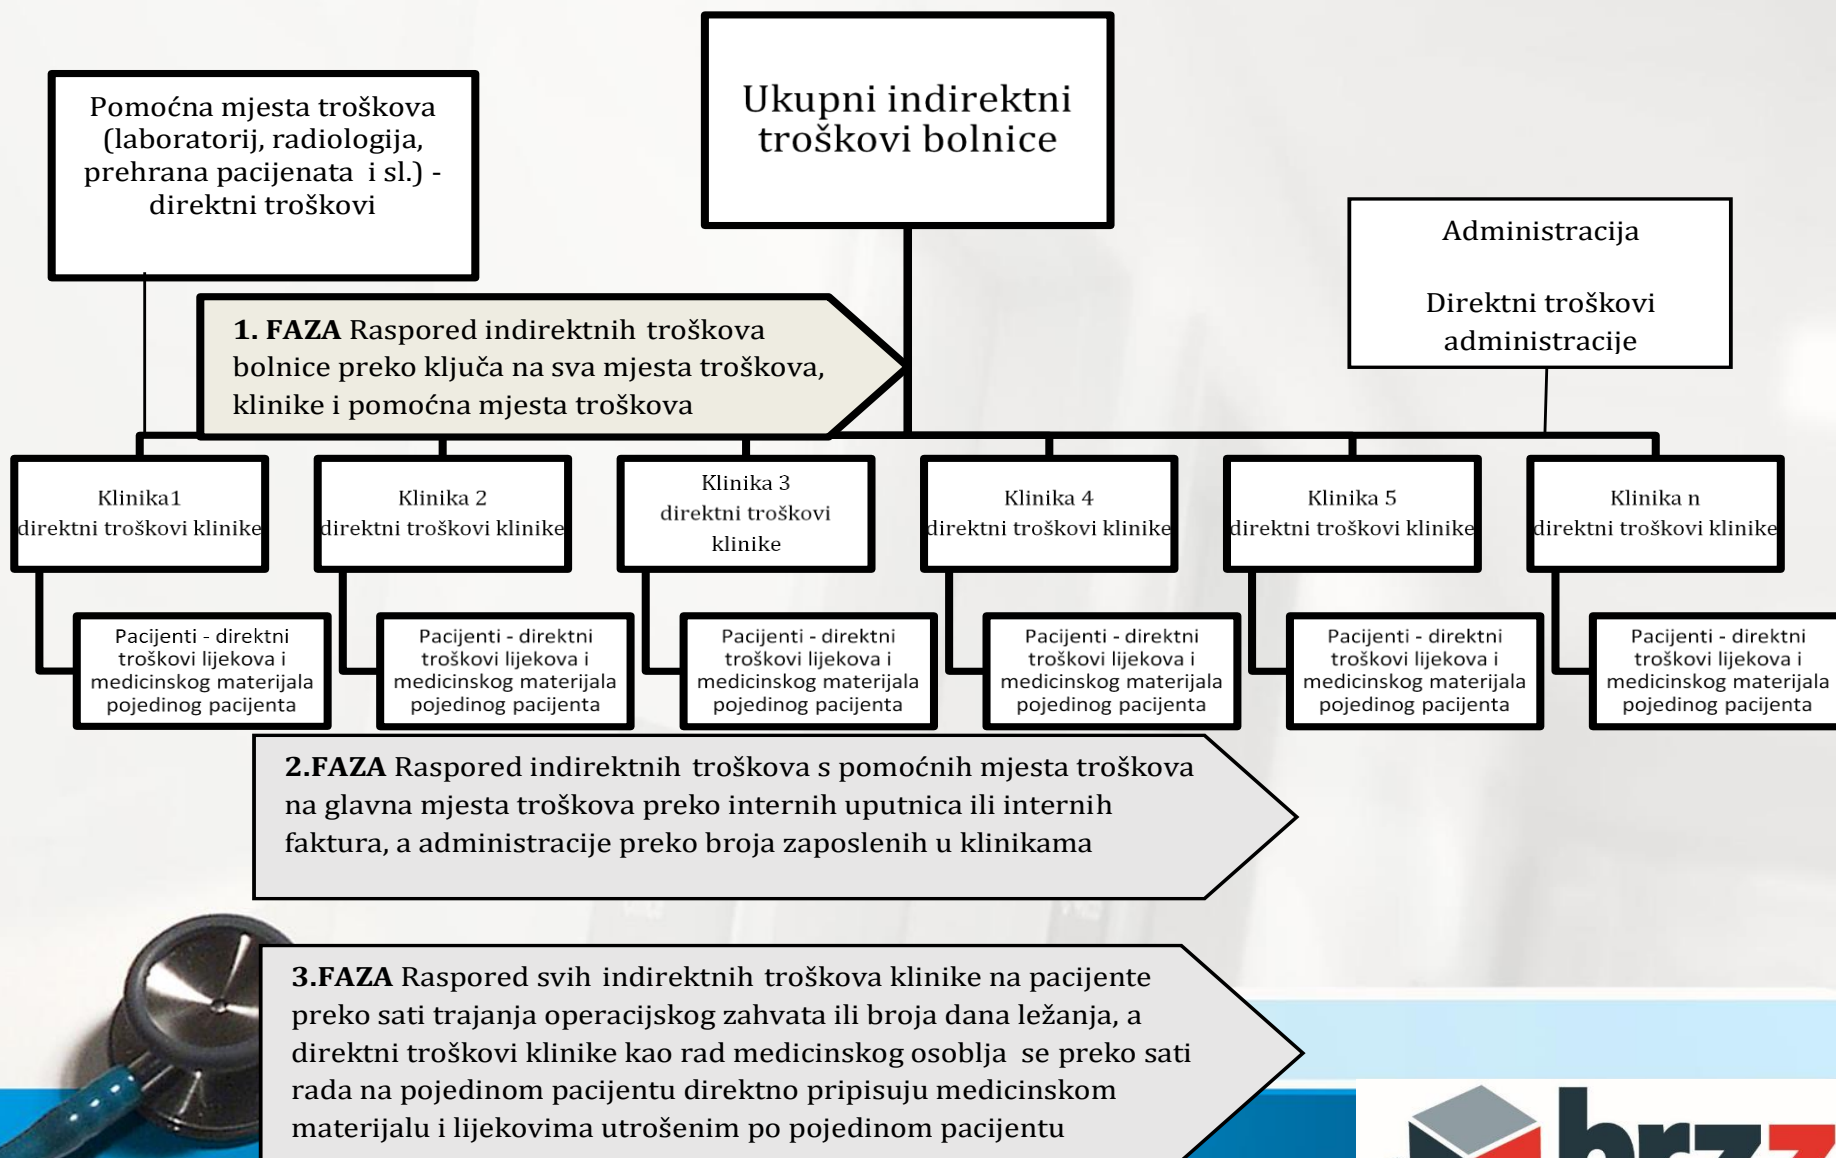 Ukupni indirektni
troškovi bolnice
Pomoćna mjesta troškova
(laboratorij, radiologija,
prehrana pacijenata i sl.) -
direktni troškovi
Administracija
Direktni troškovi
administracije
1. FAZA Raspored indirektnih troškova
bolnice preko ključa na sva mjesta troškova,
klinike i pomoćna mjesta troškova
Klinika1
direktni troškovi klinike
Klinika 2
direktni troškovi klinike
Klinika 3
direktni troškovi
klinike
Klinika 4
direktni troškovi klinike
Klinika 5
direktni troškovi klinike
Klinika n
direktni troškovi klinike
Pacijenti - direktni
troškovi lijekova i
medicinskog materijala
pojedinog pacijenta
Pacijenti - direktni
troškovi lijekova i
medicinskog materijala
pojedinog pacijenta
Pacijenti - direktni
troškovi lijekova i
medicinskog materijala
pojedinog pacijenta
Pacijenti - direktni
troškovi lijekova i
medicinskog materijala
pojedinog pacijenta
Pacijenti - direktni
troškovi lijekova i
medicinskog materijala
pojedinog pacijenta
Pacijenti - direktni
troškovi lijekova i
medicinskog materijala
pojedinog pacijenta
2.FAZA Raspored indirektnih troškova s pomoćnih mjesta troškova
na glavna mjesta troškova preko internih uputnica ili internih
faktura, a administracije preko broja zaposlenih u klinikama
3.FAZA Raspored svih indirektnih troškova klinike na pacijente
preko sati trajanja operacijskog zahvata ili broja dana ležanja, a
direktni troškovi klinike kao rad medicinskog osoblja se preko sati
rada na pojedinom pacijentu direktno pripisuju medicinskom
materijalu i lijekovima utrošenim po pojedinom pacijentu
hrzz